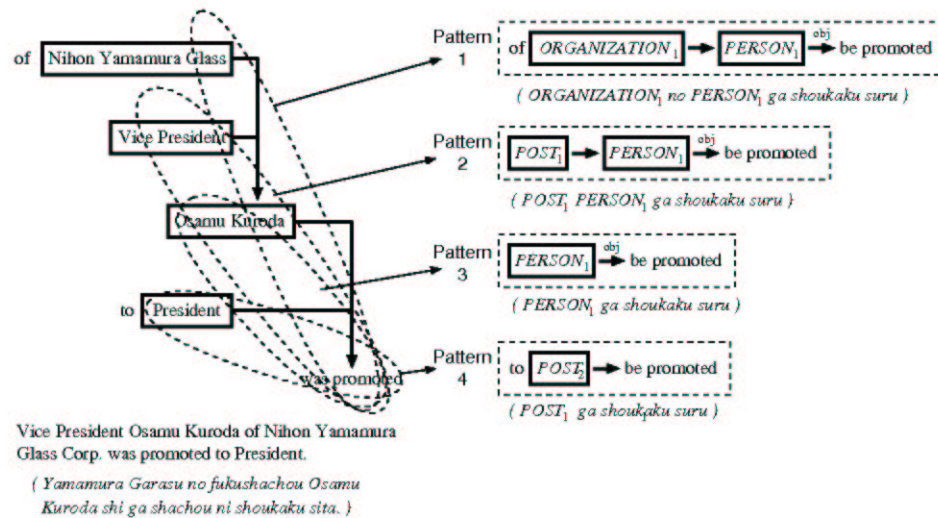 of Nihon Yamamura Glass
Vice President
Osamu Kuroda
to President
was promoted
Pattern 1
of ORGANIZATION1 PERSON1 obj be promoted
( ORGANIZATION1 no PERSON1 ga shoukaku suru )
Pattern 2
POST1 PERSON1 obj be promoted
( POST1 PERSON1 ga shoukaku suru )
Pattern 3
PERSON1 obj be promoted
( PERSON1 ga shoukaku suru )
Pattern 4
to POST2 be promoted
( POST1 ga shoukaku suru )
Vice President Osamu Kuroda of Nihon Yamamura
Glass Corp. was promoted to President.
( Yamamura Garasu no fukushachou Osamu
Kuroda shi ga shachou ni shoukaku sita. )